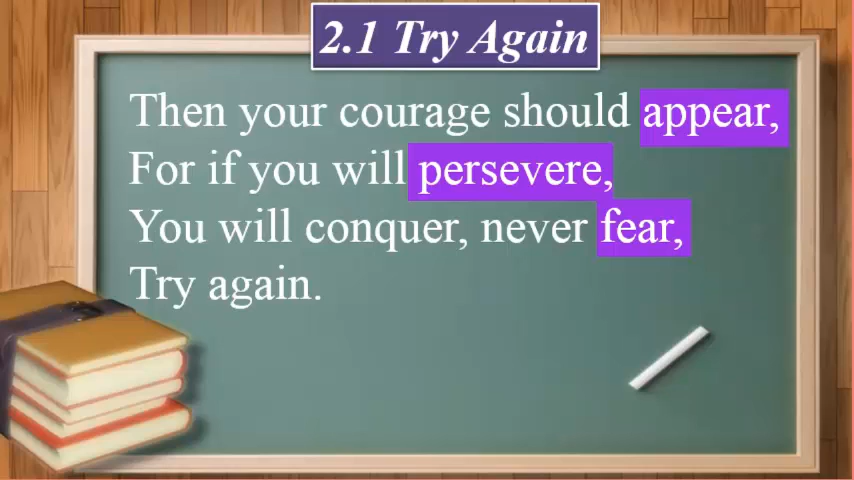 2.1 Try Again
Then your courage should appear,
For if you will persevere,
You will conquer, never fear,
Try again.